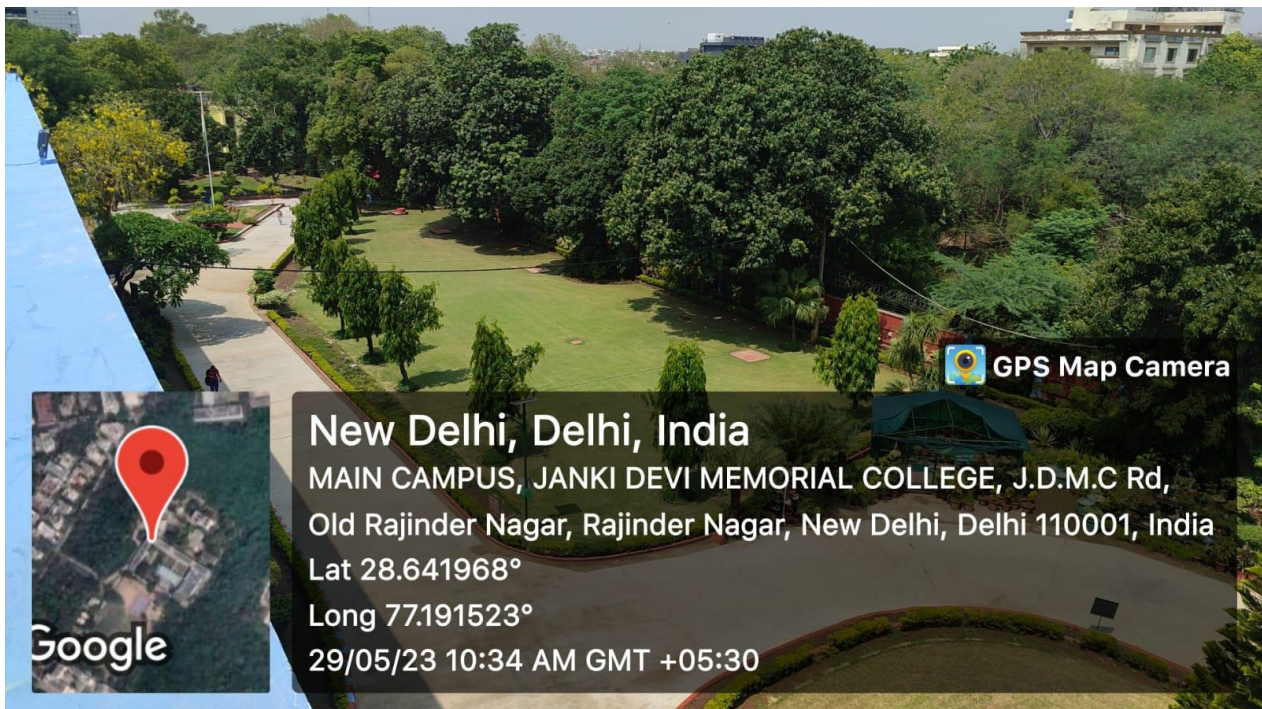 GPS Map Camera
New Delhi, Delhi, India
MAIN CAMPUS, JANKI DEVI MEMORIAL COLLEGE, J.D.M.C Rd,
Old Rajinder Nagar, Rajinder Nagar, New Delhi, Delhi 110001, India
Lat 28.641968°
Long 77.191523°
29/05/23 10:34 AM GMT +05:30
Google